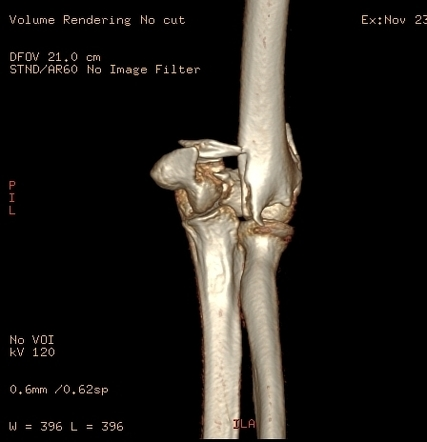 Volume Rendering No cut
Ex:Nov 23
DFOV 21.0 cm
STND/AR60 No Image Filter
P
I
L
No VOI
kV 120
0.6mm /0.62sp
W = 396 L = 396
ILA